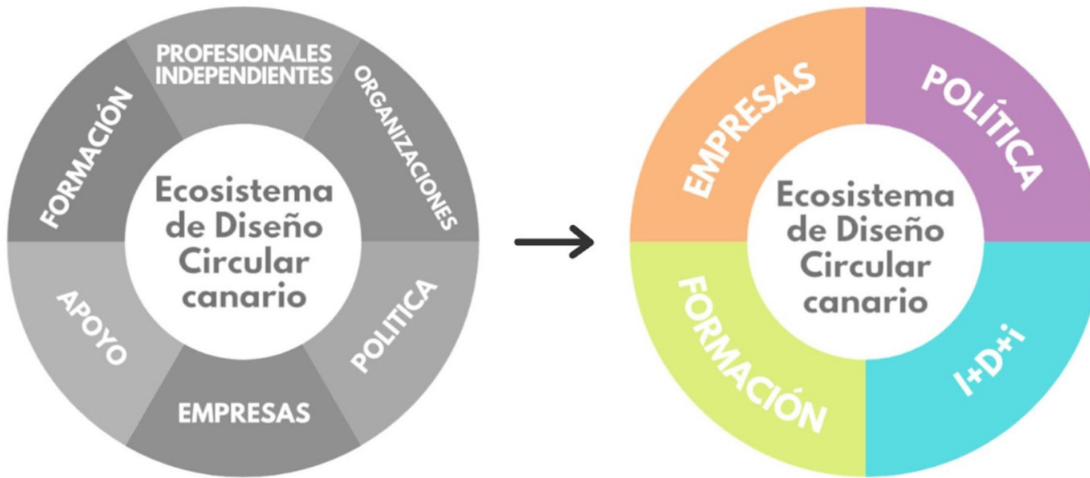 PROFESIONALES
INDEPENDIENTES
ORGANIZACIONES
POLITICA
EMPRESAS
APOYO
FORMACIÓN
Ecosistema
de Diseño
Circular
canario
EMPRESAS
POLÍTICA
I+D+i
FORMACIÓN
Ecosistema
de Diseño
Circular
canario